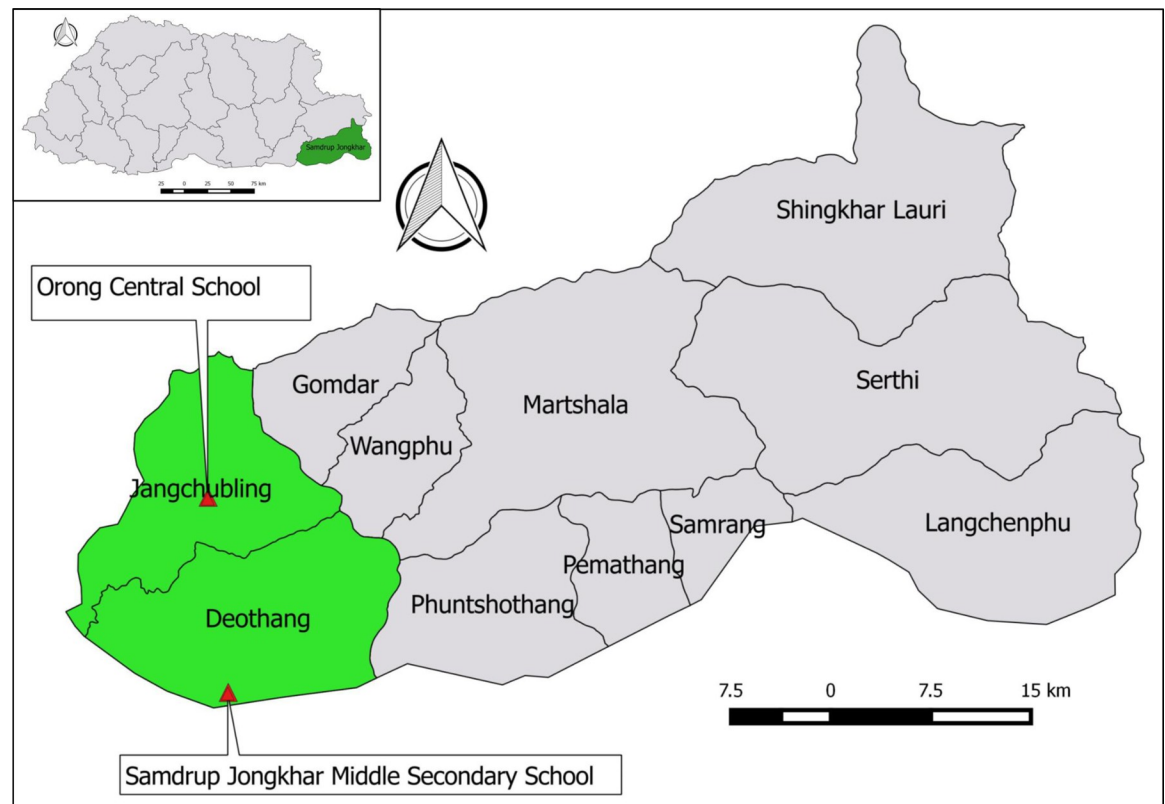 Samdrup Jongkhar
25 0 25 50 75 km
Shingkhar Lauri
Orong Central School
Gomdar
Serthi
Martshala
Wangphu
Jangchubling
Langchenphu
Samrang
Pemathang
Phuntshothang
Deothang
7.5 0 7.5 15 km
Samdrup Jongkhar Middle Secondary School